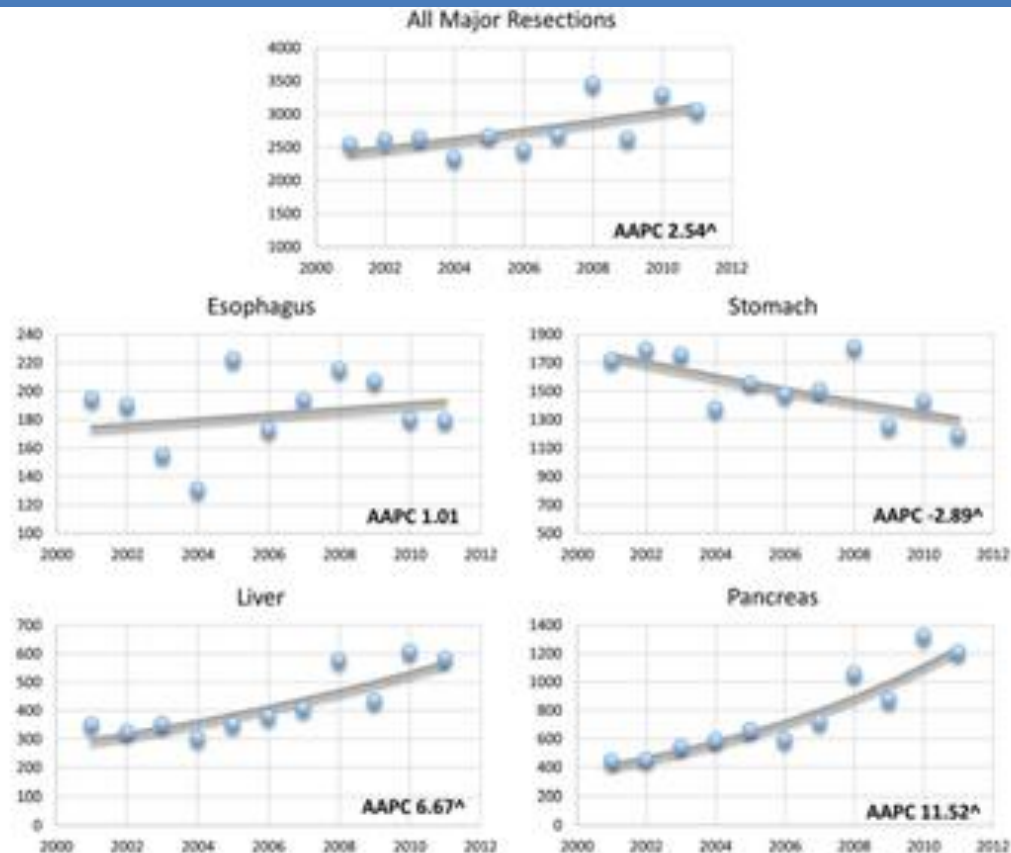 All Major Resections
4000
3500
3000
2500
2000
1500
1000
AAPC 2.54^
2000 2002 2004 2006 2008 2010 2012
Esophagus
240
220
200
180
160
140
120
100
AAPC 1.01
2000 2002 2004 2006 2008 2010 2012
Stomach
1900
1700
1500
1300
1100
900
700
500
AAPC -2.89^
2000 2002 2004 2006 2008 2010 2012
Liver
700
600
500
400
300
200
100
0
AAPC 6.67^
2000 2002 2004 2006 2008 2010 2012
Pancreas
1400
1200
1000
800
600
400
200
0
AAPC 11.52^
2000 2002 2004 2006 2008 2010 2012